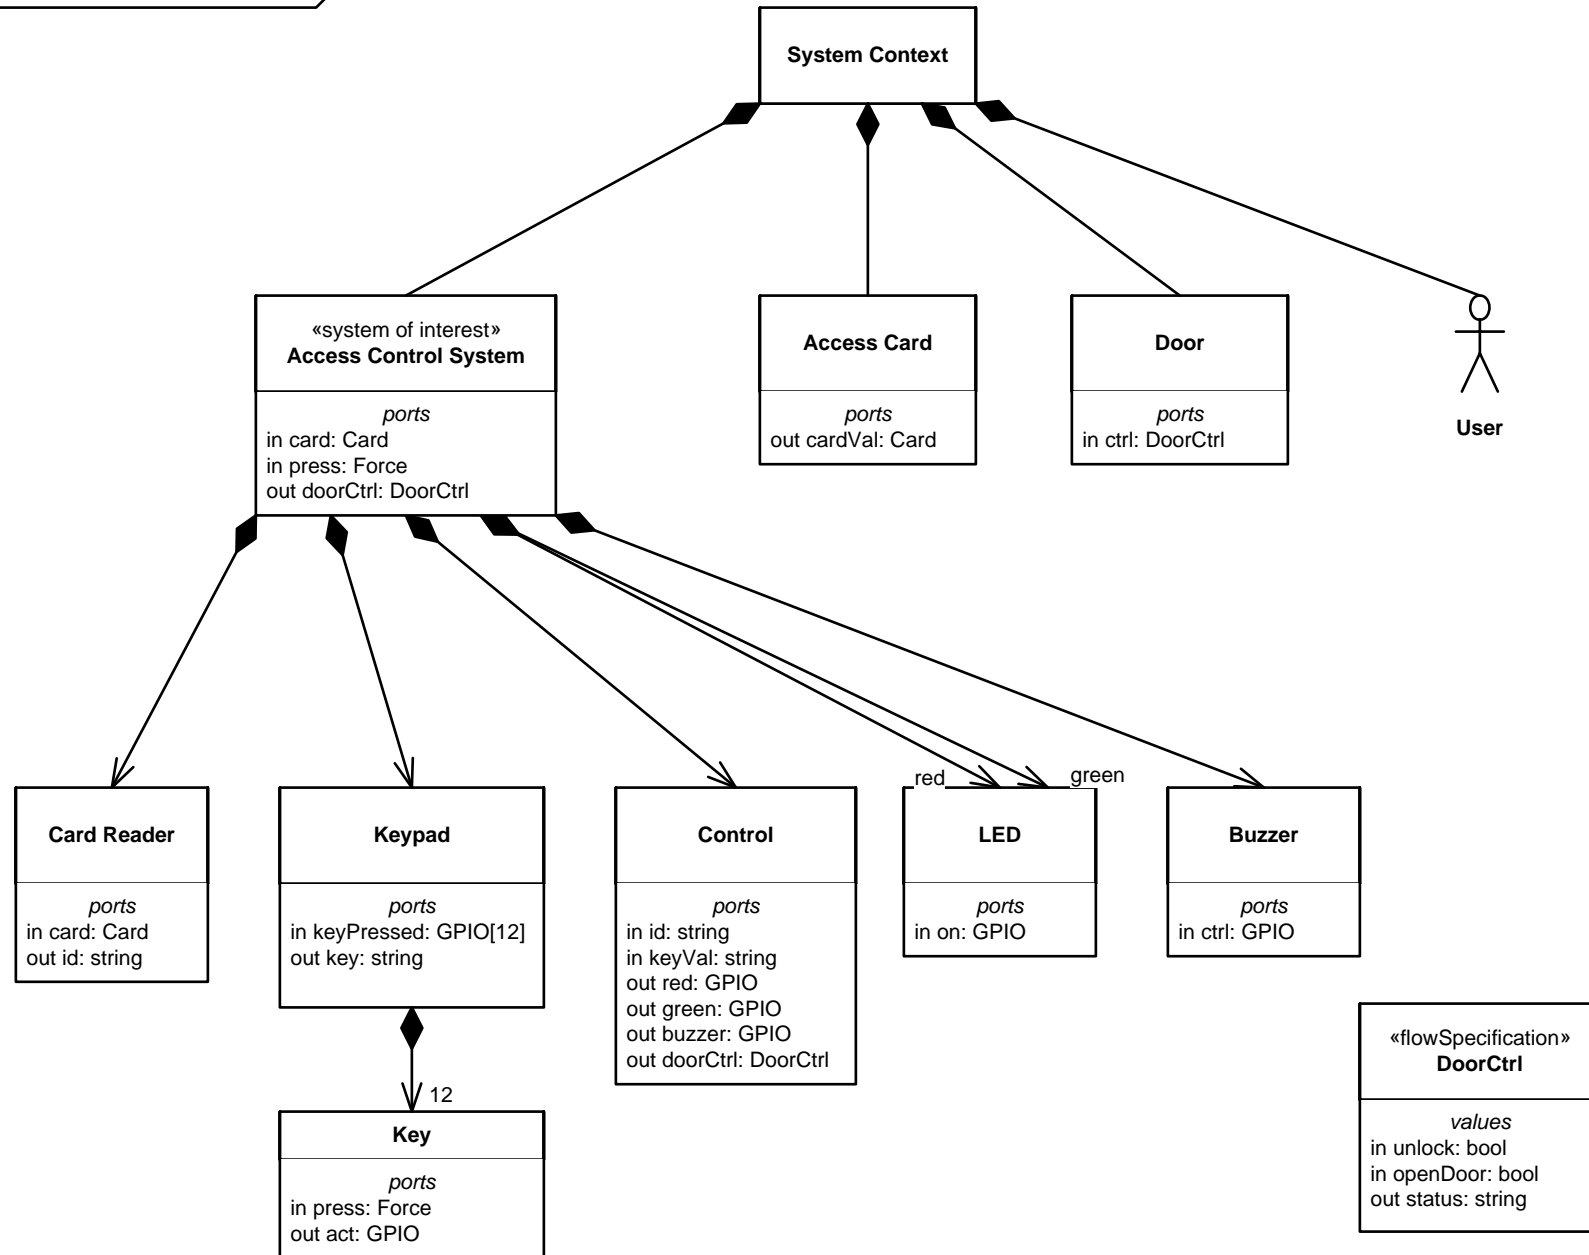 System Context
«system of interest»
Access Control System
ports
in card: Card
in press: Force
out doorCtrl: DoorCtrl
Access Card
ports
out cardVal: Card
Door
ports
in ctrl: DoorCtrl
User
red
green
Card Reader
ports
in card: Card
out id: string
Keypad
ports
in keyPressed: GPIO[12]
out key: string
Control
ports
in id: string
in keyVal: string
out red: GPIO
out green: GPIO
out buzzer: GPIO
out doorCtrl: DoorCtrl
LED
ports
in on: GPIO
Buzzer
ports
in ctrl: GPIO
12
Key
ports
in press: Force
out act: GPIO
«flowSpecification»
DoorCtrl
values
in unlock: bool
in openDoor: bool
out status: string